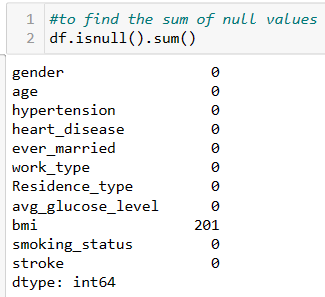 1 #to find the sum of null values
2 df.isnull().sum()
gender 0
age 0
hypertension 0
heart_disease 0
ever_married 0
work_type 0
Residence_type 0
avg_glucose_level 0
bmi 201
smoking_status 0
stroke 0
dtype: int64